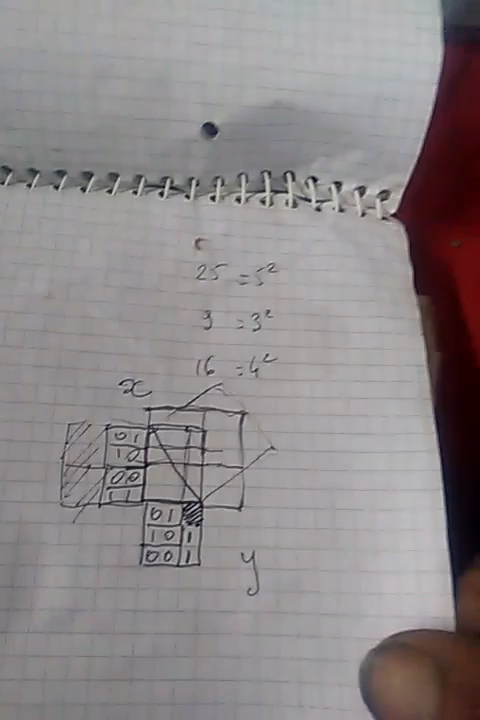 25 = 5²
9 = 3²
16 = 4²
x
01
10
00
11
01
10 1
00 1
y